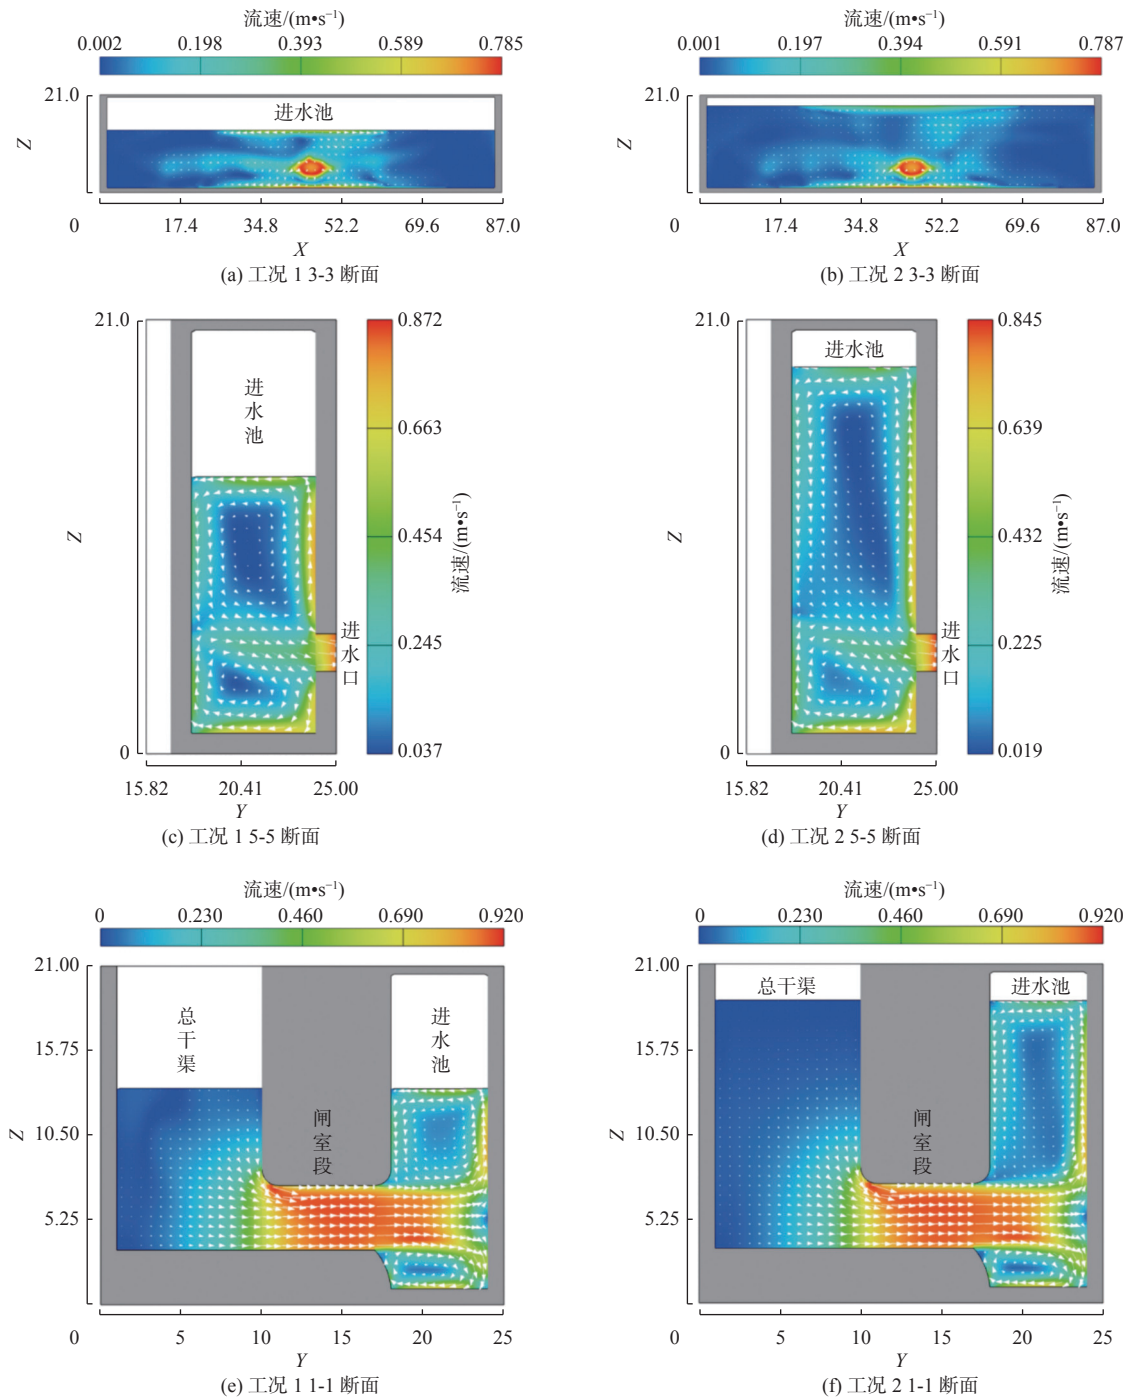 流速/(m•s⁻¹)
0.002 0.198 0.393 0.589 0.785
21.0
进水池
Z
0 17.4 34.8 52.2 69.6 87.0
X
(a) 工况 1 3-3 断面
流速/(m•s⁻¹)
0.001 0.197 0.394 0.591 0.787
21.0
Z
0 17.4 34.8 52.2 69.6 87.0
X
(b) 工况 2 3-3 断面
21.0
进水池
Z
进水口
0
15.82 20.41 25.00
Y
0.872
0.663
0.454
0.245
0.037
流速/(m•s⁻¹)
(c) 工况 1 5-5 断面
21.0
进水池
Z
进水口
0
15.82 20.41 25.00
Y
0.845
0.639
0.432
0.225
0.019
流速/(m•s⁻¹)
(d) 工况 2 5-5 断面
流速/(m•s⁻¹)
0 0.230 0.460 0.690 0.920
21.00
15.75
10.50
5.25
Z
总干渠
闸室段
进水池
0 5 10 15 20 25
Y
(e) 工况 1 1-1 断面
流速/(m•s⁻¹)
0 0.230 0.460 0.690 0.920
21.00
15.75
10.50
5.25
Z
总干渠
闸室段
进水池
0 5 10 15 20 25
Y
(f) 工况 2 1-1 断面